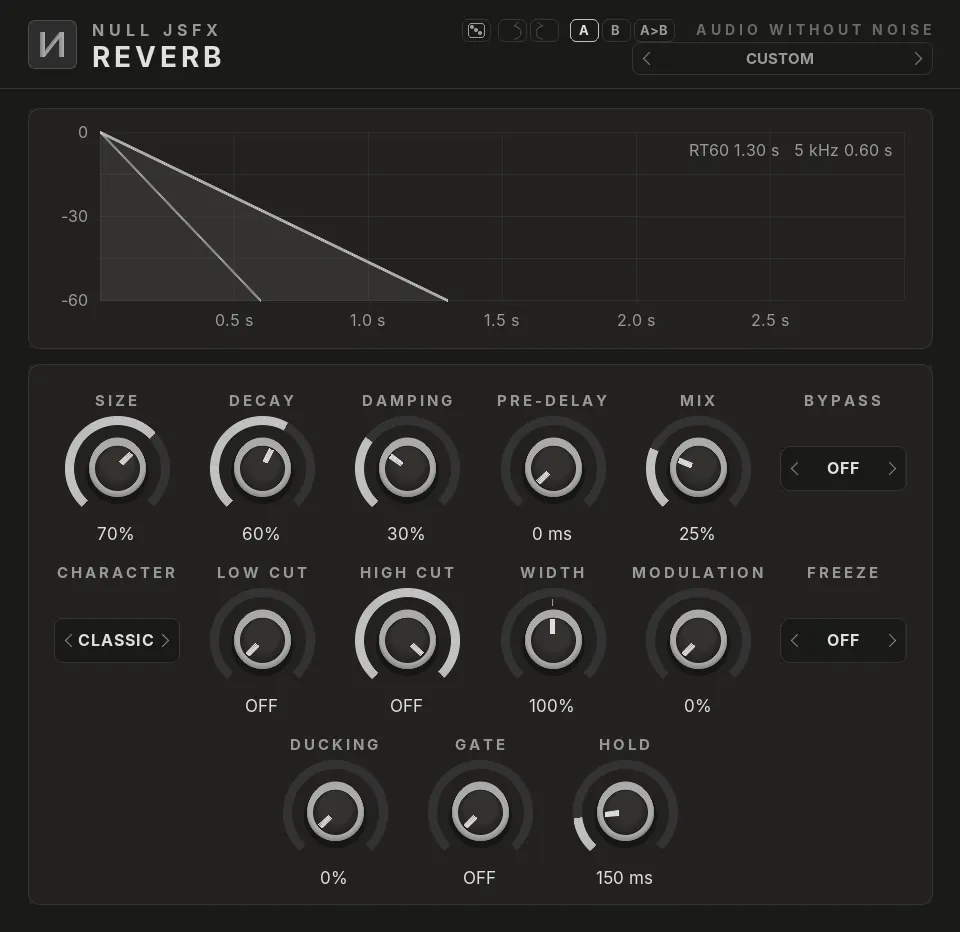 NULL JSFX
REVERB
A B A>B AUDIO WITHOUT NOISE
CUSTOM
RT60 1.30 s 5 kHz 0.60 s
0
-30
-60
0.5 s 1.0 s 1.5 s 2.0 s 2.5 s
SIZE DECAY DAMPING PRE-DELAY MIX BYPASS
OFF
70% 60% 30% 0 ms 25%
CHARACTER LOW CUT HIGH CUT WIDTH MODULATION FREEZE
CLASSIC OFF
OFF OFF 100% 0%
DUCKING GATE HOLD
0% OFF 150 ms